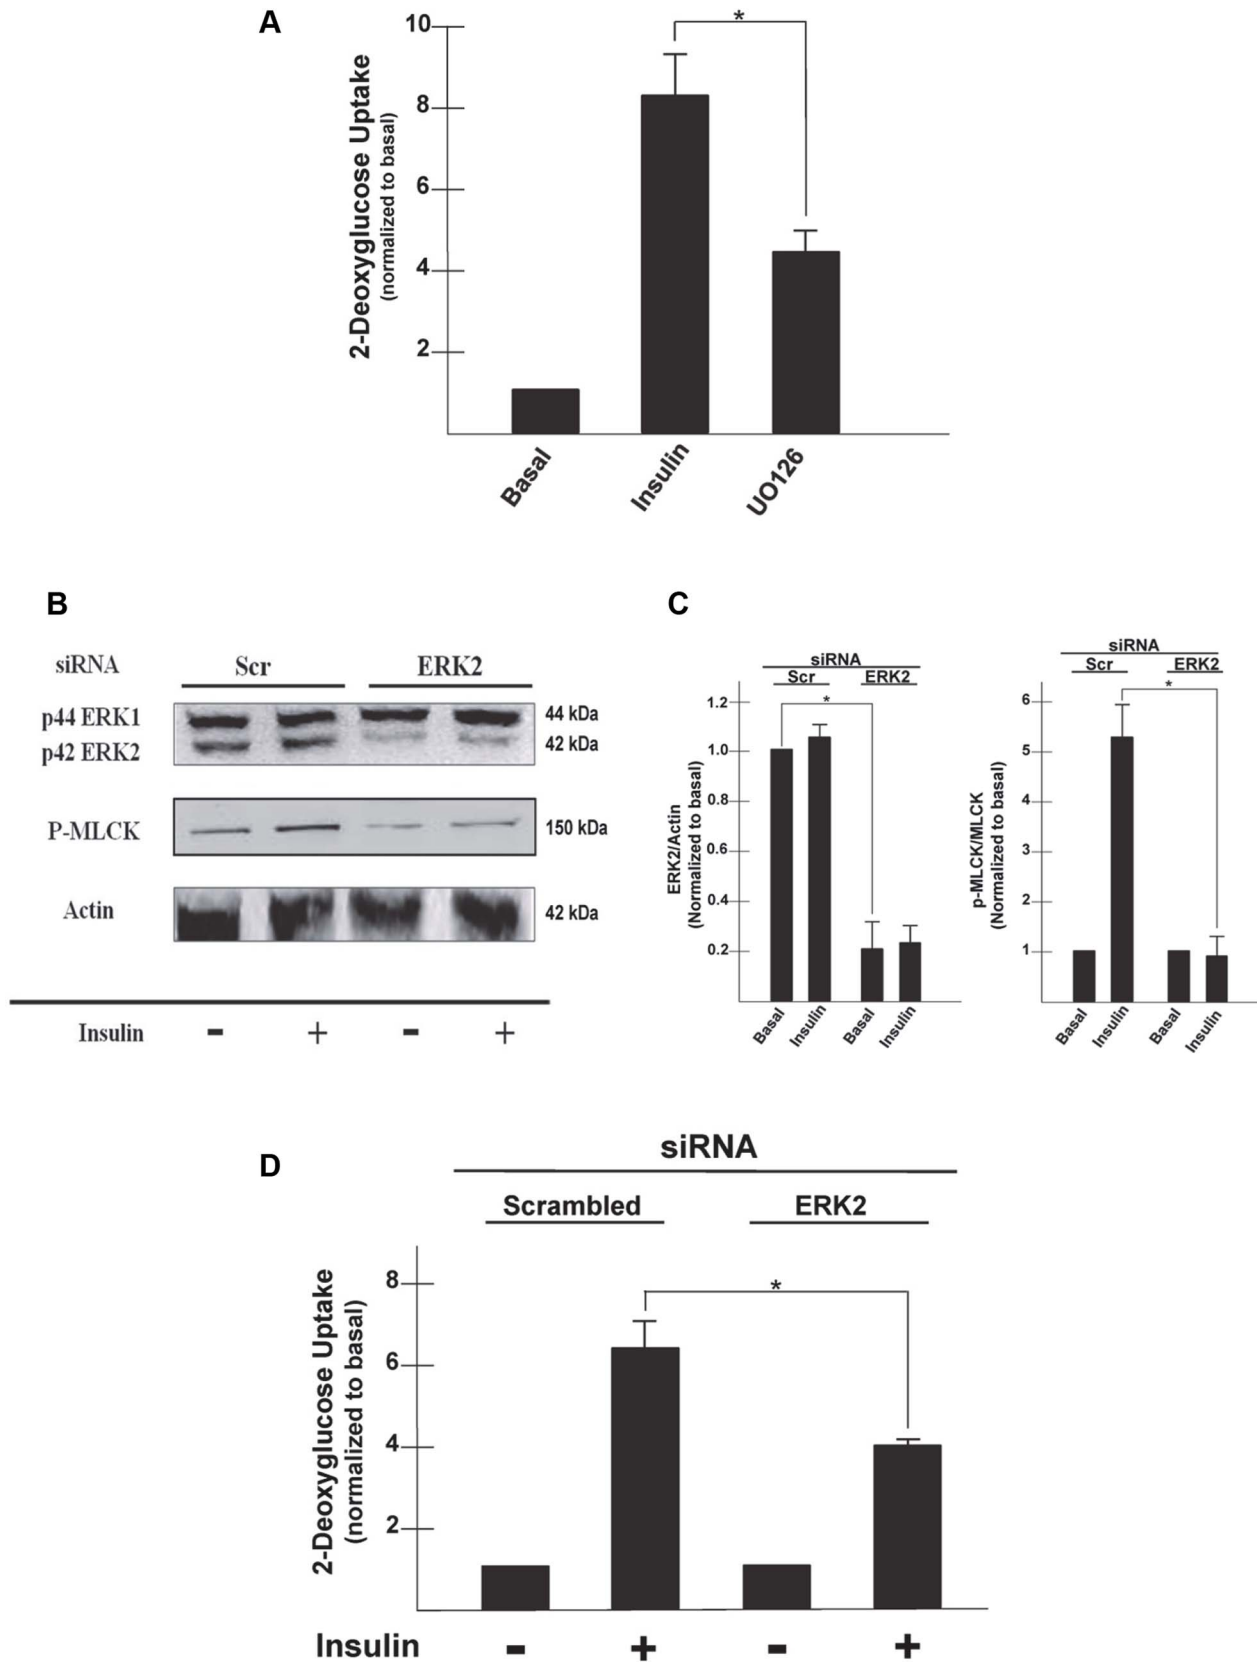 A
10
8
6
4
2
2-Deoxyglucose Uptake
(normalized to basal)
*
Basal
Insulin
UO126
B
siRNA
Scr
ERK2
p44 ERK1
44 kDa
p42 ERK2
42 kDa
P-MLCK
150 kDa
Actin
42 kDa
Insulin
-
+
-
+
C
siRNA
Scr
ERK2
*
1.2
1.0
0.8
0.6
0.4
0.2
ERK2/Actin
(Normalized to basal)
Basal
Insulin
Basal
Insulin
siRNA
Scr
ERK2
*
6
5
4
3
2
1
p-MLCK/MLCK
(Normalized to basal)
Basal
Insulin
Basal
Insulin
D
siRNA
Scrambled
ERK2
*
8
6
4
2
2-Deoxyglucose Uptake
(normalized to basal)
Insulin - + - +